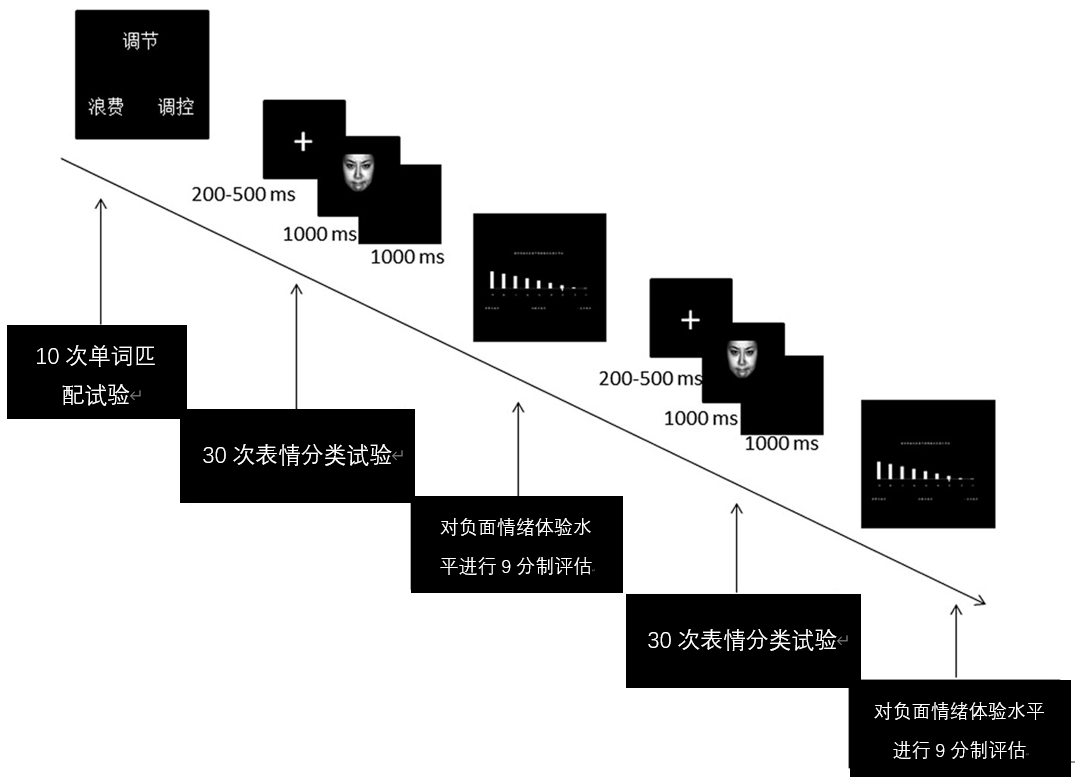 调节
浪费 调控
+
200-500 ms
1000 ms
1000 ms
+
200-500 ms
1000 ms
1000 ms
10 次单词匹
配试验↵
30 次表情分类试验↵
对负面情绪体验水
平进行 9 分制评估
30 次表情分类试验↵
对负面情绪体验水平
进行 9 分制评估